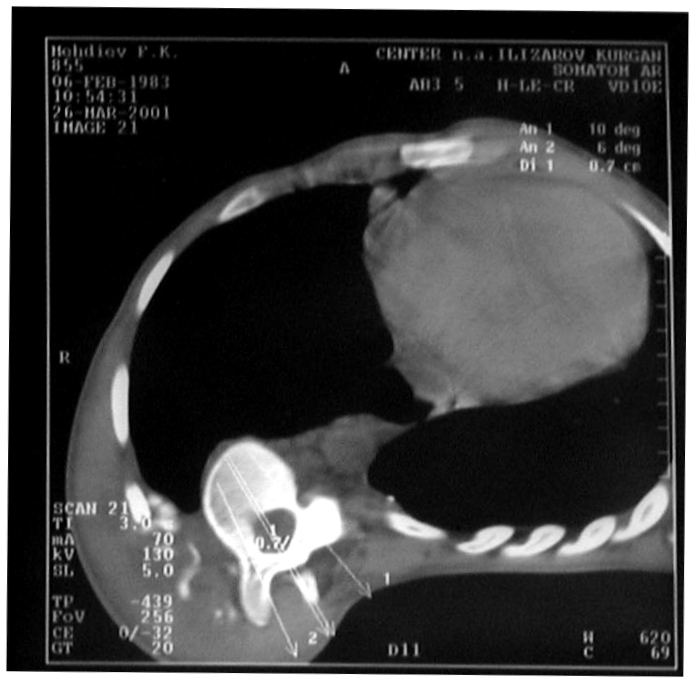 Mehdiev F.K.
855
06-FEB-1983
10:54:31
26-MAR-2001
IMAGE 21
A
CENTER n.a.ILIZAROV KURGAN
SOMATOM AR
AB3 5 H-LE-CR VD10E
An 1 10 deg
An 2 6 deg
Di 1 0.7 cm
R
SCAN 21
TI 3.0
mA 70
kV 130
SL 5.0
TP -439
FoV 256
CE 0/-32
GT 20
1
0.7/
1
2
D11
W 620
C 69